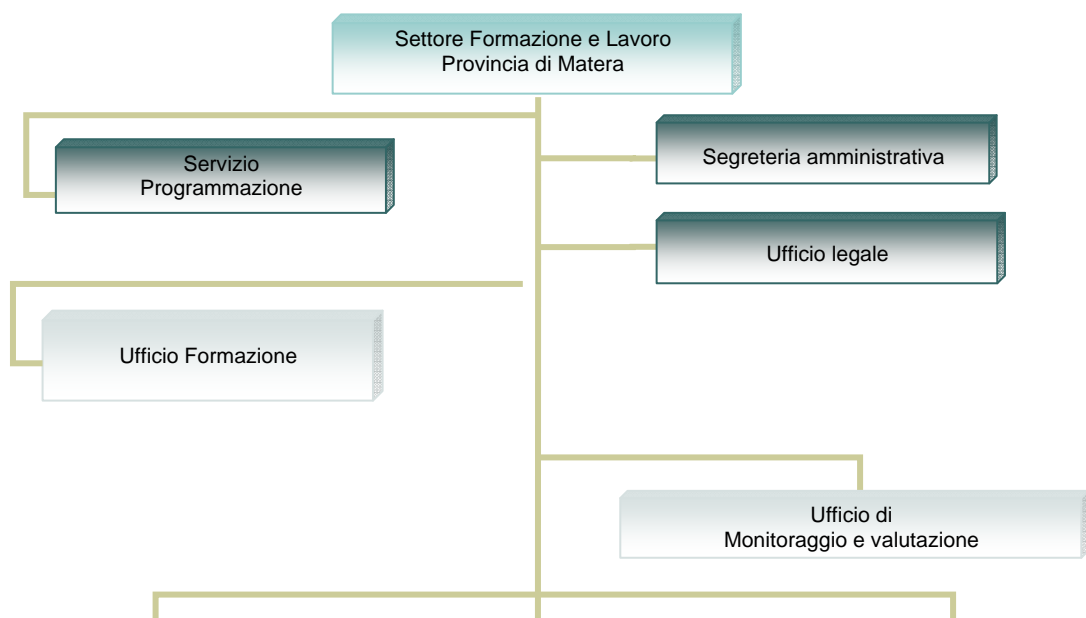 Settore Formazione e Lavoro
Provincia di Matera
Servizio
Programmazione
Segreteria amministrativa
Ufficio legale
Ufficio Formazione
Ufficio di
Monitoraggio e valutazione